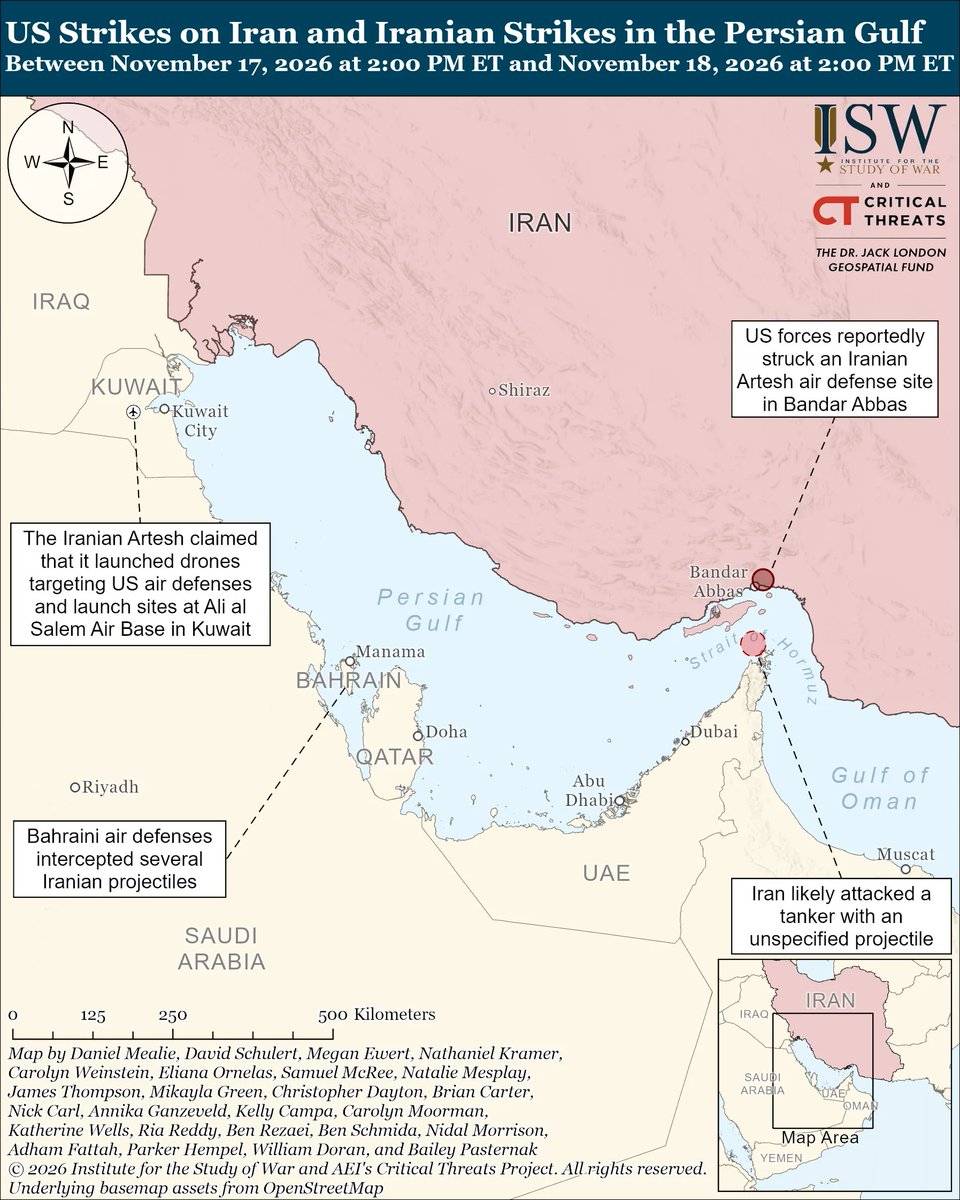 US Strikes on Iran and Iranian Strikes in the Persian Gulf
Between November 17, 2026 at 2:00 PM ET and November 18, 2026 at 2:00 PM ET
N
W
E
S
ISW
INSTITUTE FOR THE
STUDY OF WAR
AND
CT CRITICAL
THREATS
THE DR. JACK LONDON
GEOSPATIAL FUND
IRAN
IRAQ
US forces reportedly
struck an Iranian
Artesh air defense site
in Bandar Abbas
KUWAIT
Kuwait
City
Shiraz
The Iranian Artesh claimed
that it launched drones
targeting US air defenses
and launch sites at Ali al
Salem Air Base in Kuwait
Bandar
Abbas
Persian
Gulf
Strait of Hormuz
Manama
BAHRAIN
Doha
QATAR
Dubai
Riyadh
Abu
Dhabi
Gulf of
Oman
Bahraini air defenses
intercepted several
Iranian projectiles
Muscat
UAE
Iran likely attacked a
tanker with an
unspecified projectile
SAUDI
ARABIA
0 125 250 500 Kilometers
Map by Daniel Mealie, David Schulert, Megan Ewert, Nathaniel Kramer,
Carolyn Weinstein, Eliana Ornelas, Samuel McRee, Natalie Mesplay,
James Thompson, Mikayla Green, Christopher Dayton, Brian Carter,
Nick Carl, Annika Ganzeveld, Kelly Campa, Carolyn Moorman,
Katherine Wells, Ria Reddy, Ben Rezaei, Ben Schmida, Nidal Morrison,
Adham Fattah, Parker Hempel, William Doran, and Bailey Pasternak
© 2026 Institute for the Study of War and AEI's Critical Threats Project. All rights reserved.
Underlying basemap assets from OpenStreetMap
IRAN
IRAQ
SAUDI
ARABIA
UAE
OMAN
Map Area
YEMEN